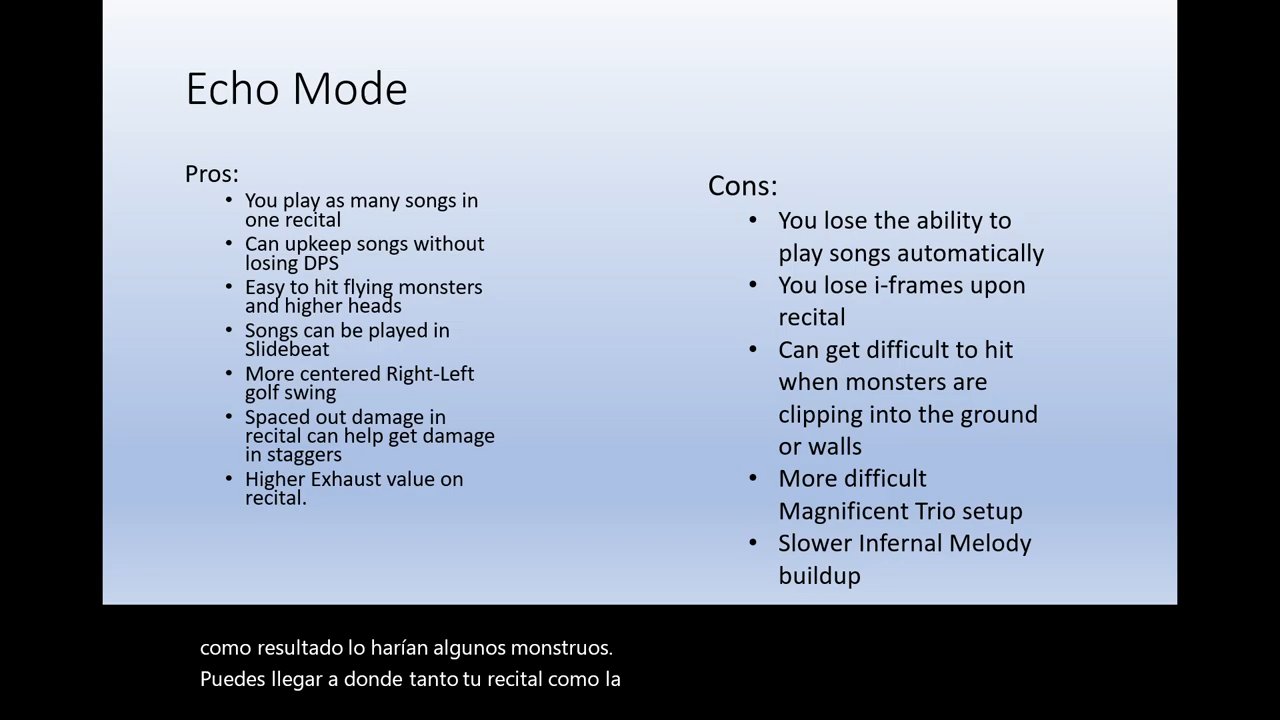 Echo Mode
Pros:
• You play as many songs in
one recital
• Can upkeep songs without
losing DPS
• Easy to hit flying monsters
and higher heads
• Songs can be played in
Slidebeat
• More centered Right-Left
golf swing
• Spaced out damage in
recital can help get damage
in staggers
• Higher Exhaust value on
recital.
Cons:
• You lose the ability to
play songs automatically
• You lose i-frames upon
recital
• Can get difficult to hit
when monsters are
clipping into the ground
or walls
• More difficult
Magnificent Trio setup
• Slower Infernal Melody
buildup
como resultado lo harían algunos monstruos.
Puedes llegar a donde tanto tu recital como la